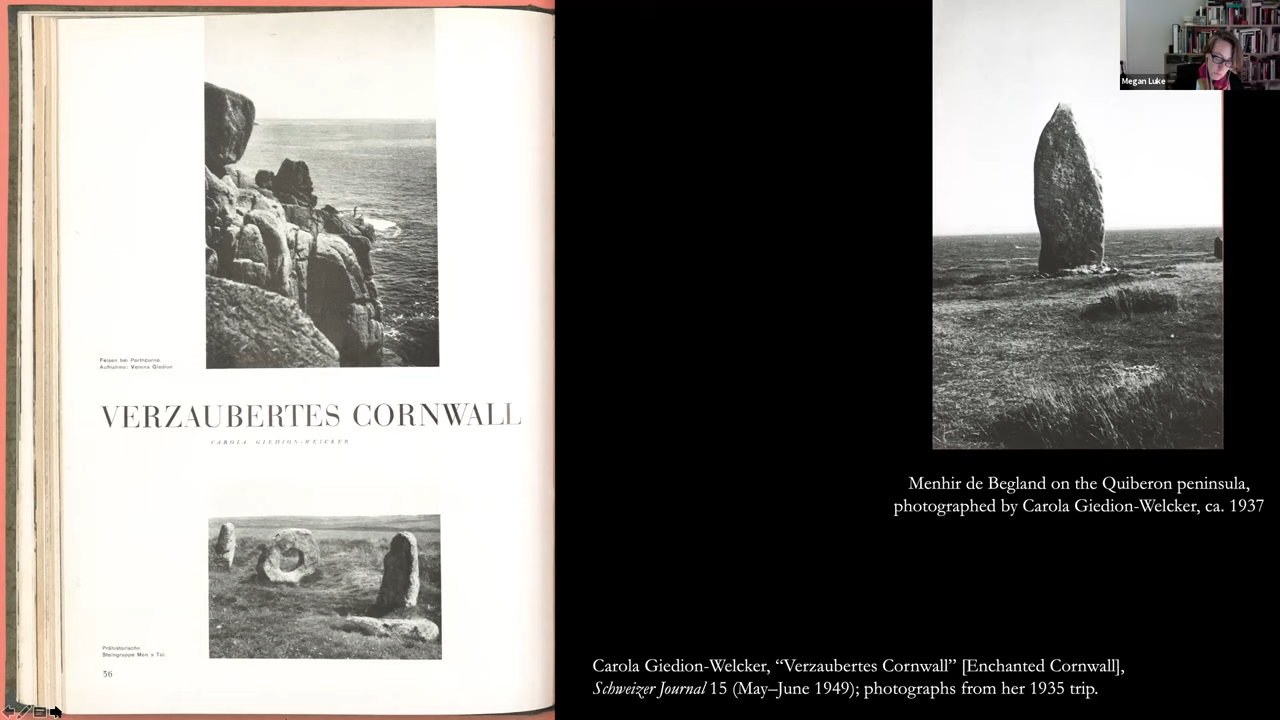 Megan Luke
Felsen bei Porthcurno.
Aufnahme: Verena Giedion
VERZAUBERTES CORNWALL
CAROLA GIEDION-WELCKER
Prähistorische
Steingruppe Men a Tol.
36
Menhir de Begland on the Quiberon peninsula,
photographed by Carola Giedion-Welcker, ca. 1937
Carola Giedion-Welcker, “Verzaubertes Cornwall” [Enchanted Cornwall],
Schweizer Journal 15 (May–June 1949); photographs from her 1935 trip.